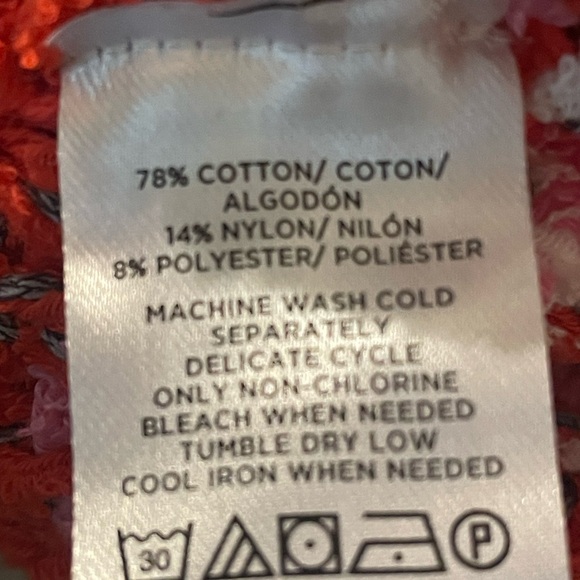 78% COTTON/ COTON/
ALGODÓN
14% NYLON/ NILÓN
8% POLYESTER/ POLIÉSTER
MACHINE WASH COLD
SEPARATELY
DELICATE CYCLE
ONLY NON-CHLORINE
BLEACH WHEN NEEDED
TUMBLE DRY LOW
COOL IRON WHEN NEEDED
30 P